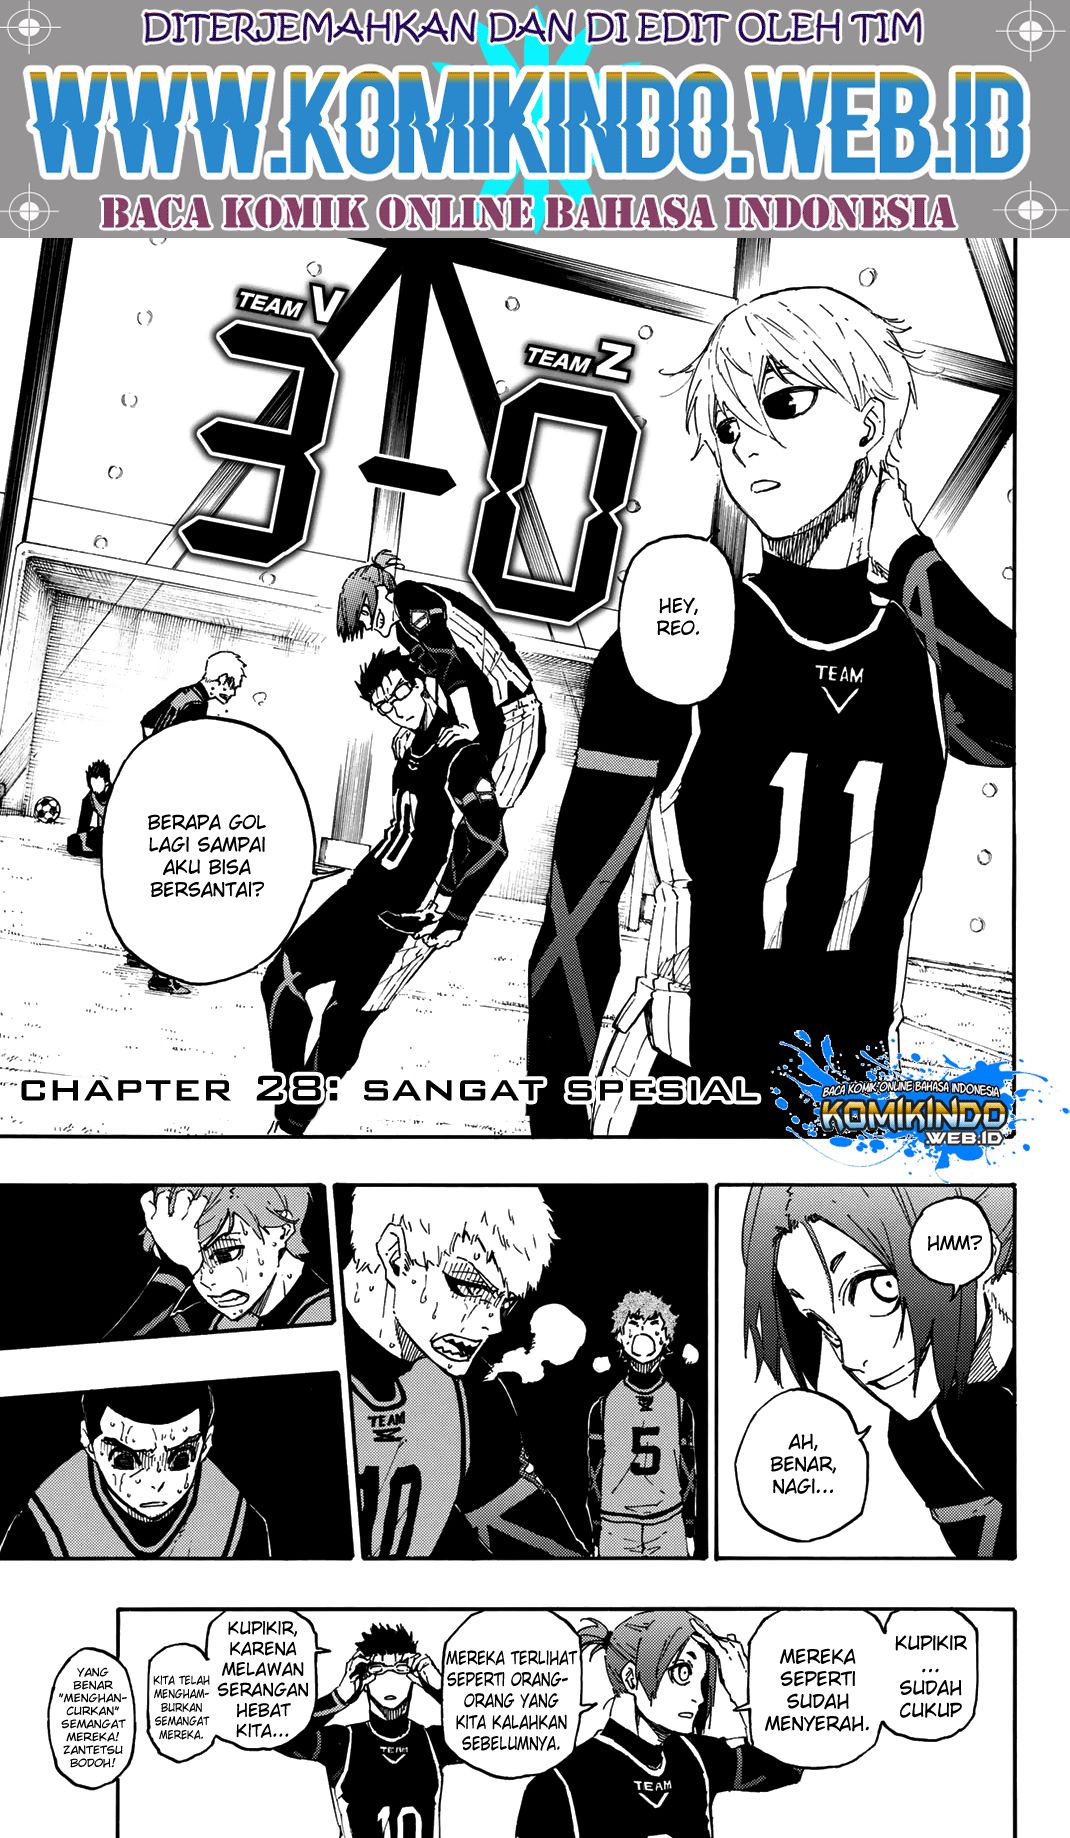 DITERJEMAHKAN DAN DI EDIT OLEH TIM
WWW.KOMIKINDO.WEB.ID
BACA KOMIK ONLINE BAHASA INDONESIA
TEAM V
3 - 0
TEAM Z
HEY,
REO.
TEAM
V
11
10
BERAPA GOL
LAGI SAMPAI
AKU BISA
BERSANTAI?
CHAPTER 28: SANGAT SPESIAL
BACA KOMIK ONLINE BAHASA INDONESIA
KOMIKINDO
WEB.ID
HMM?
AH,
BENAR,
NAGI...
TEAM
Z
10
Z
5
KUPIKIR
...
SUDAH
CUKUP
MEREKA
SEPERTI
SUDAH
MENYERAH.
MEREKA TERLIHAT
SEPERTI ORANG-
ORANG YANG
KITA KALAHKAN
SEBELUMNYA.
KUPIKIR,
KARENA
MELAWAN
SERANGAN
HEBAT
KITA...
KITA TELAH
MENGHAM-
BURKAN
SEMANGAT
MEREKA.
YANG
BENAR
"MENGHAN-
CURKAN"
SEMANGAT
MEREKA!
ZANTETSU
BODOH!
TEAM
V
10
TEAM
V